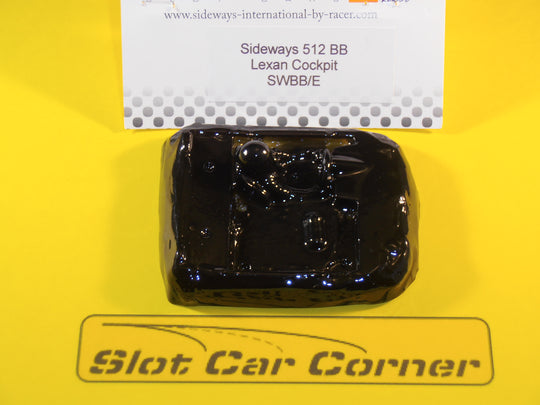 www.sideways-international-by-racer.com
Sideways 512 BB
Lexan Cockpit
SWBB/E
Slot Car Corner